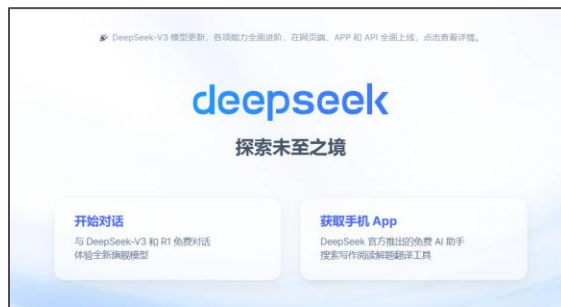 🎉 DeepSeek-V3 模型更新，各项能力全面进阶，在网页端、APP 和 API 全面上线，点击查看详情。
deepseek
探索未至之境
开始对话
与 DeepSeek-V3 和 R1 免费对话
体验全新旗舰模型
获取手机 App
DeepSeek 官方推出的免费 AI 助手
搜索写作阅读解题翻译工具